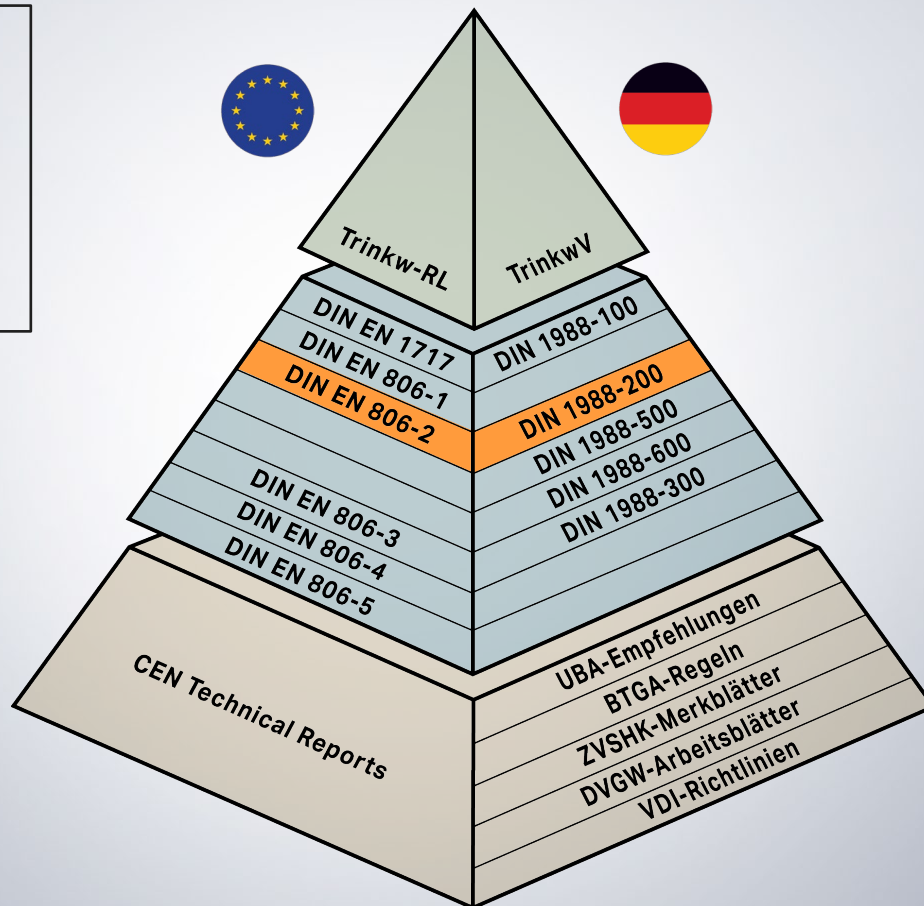 Trinkw-RL
TrinkwV
DIN EN 1717
DIN EN 806-1
DIN EN 806-2
DIN EN 806-3
DIN EN 806-4
DIN EN 806-5
DIN 1988-100
DIN 1988-200
DIN 1988-500
DIN 1988-600
DIN 1988-300
CEN Technical Reports
UBA-Empfehlungen
BTGA-Regeln
ZVSHK-Merkblätter
DVGW-Arbeitsblätter
VDI-Richtlinien